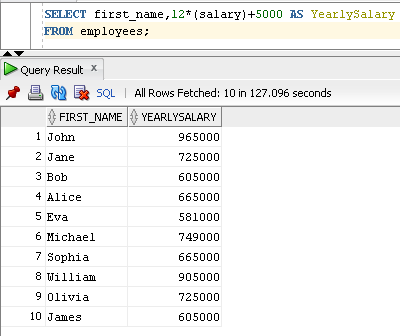 SELECT first_name,12*(salary)+5000 AS YearlySalary
FROM employees;
Query Result x
SQL | All Rows Fetched: 10 in 127.096 seconds
FIRST_NAME YEARLYSALARY
1 John 965000
2 Jane 725000
3 Bob 605000
4 Alice 665000
5 Eva 581000
6 Michael 749000
7 Sophia 665000
8 William 905000
9 Olivia 725000
10 James 605000